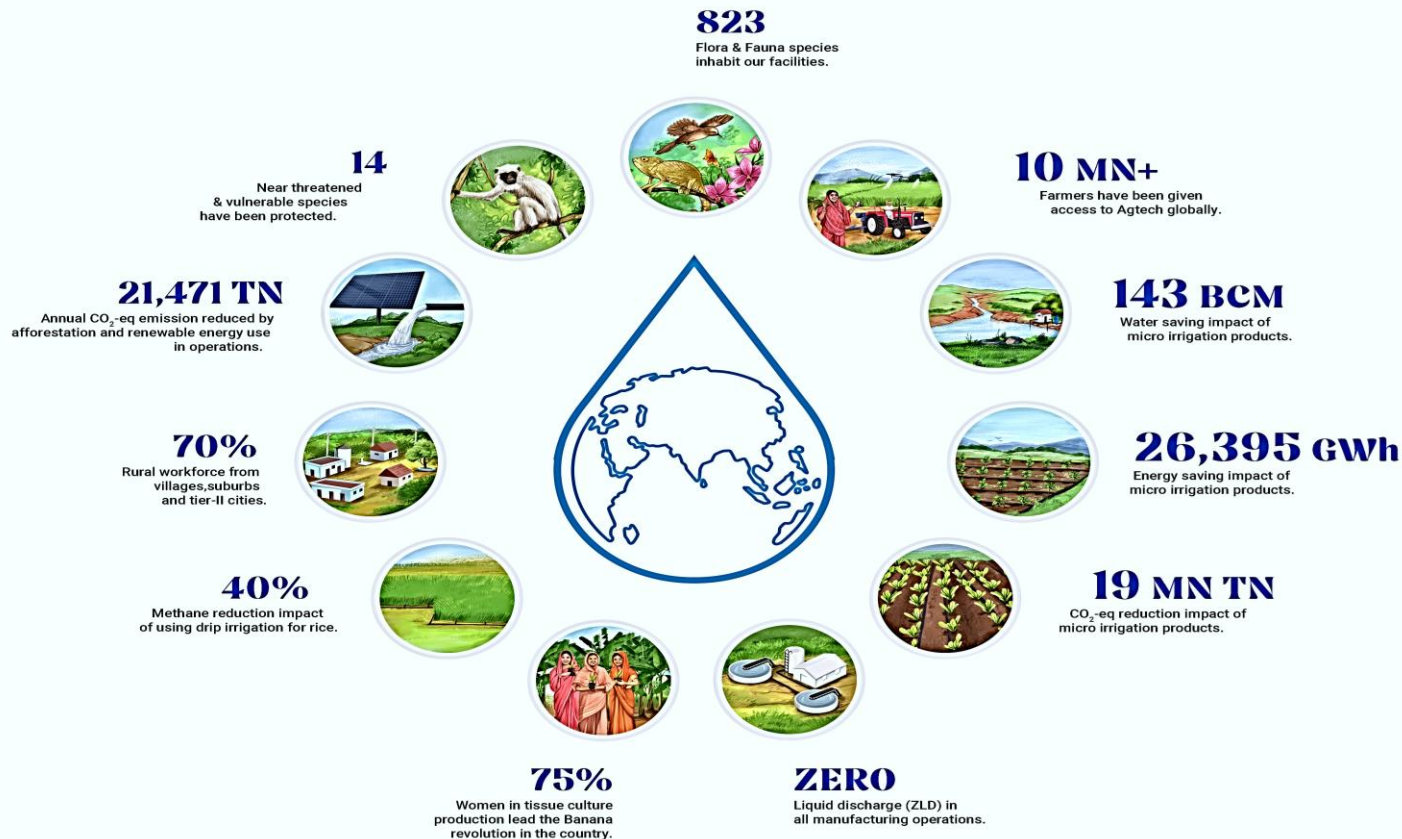 823
Flora & Fauna species
inhabit our facilities.
10 MN+
Farmers have been given
access to Agtech globally.
143 BCM
Water saving impact of
micro irrigation products.
26,395 GWh
Energy saving impact of
micro irrigation products.
19 MN TN
CO₂-eq reduction impact of
micro irrigation products.
ZERO
Liquid discharge (ZLD) in
all manufacturing operations.
75%
Women in tissue culture
production lead the Banana
revolution in the country.
40%
Methane reduction impact
of using drip irrigation for rice.
70%
Rural workforce from
villages,suburbs
and tier-II cities.
21,471 TN
Annual CO₂-eq emission reduced by
afforestation and renewable energy use
in operations.
14
Near threatened
& vulnerable species
have been protected.